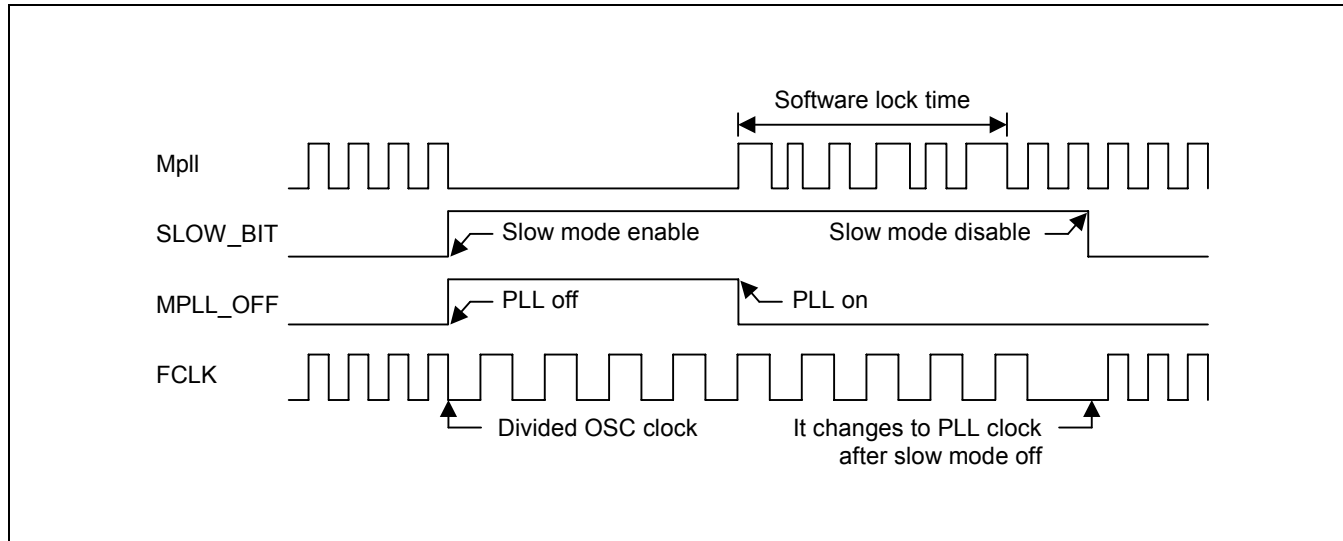 Software lock time
Mpll
SLOW_BIT
Slow mode enable
Slow mode disable
MPLL_OFF
PLL off
PLL on
FCLK
Divided OSC clock
It changes to PLL clock
after slow mode off